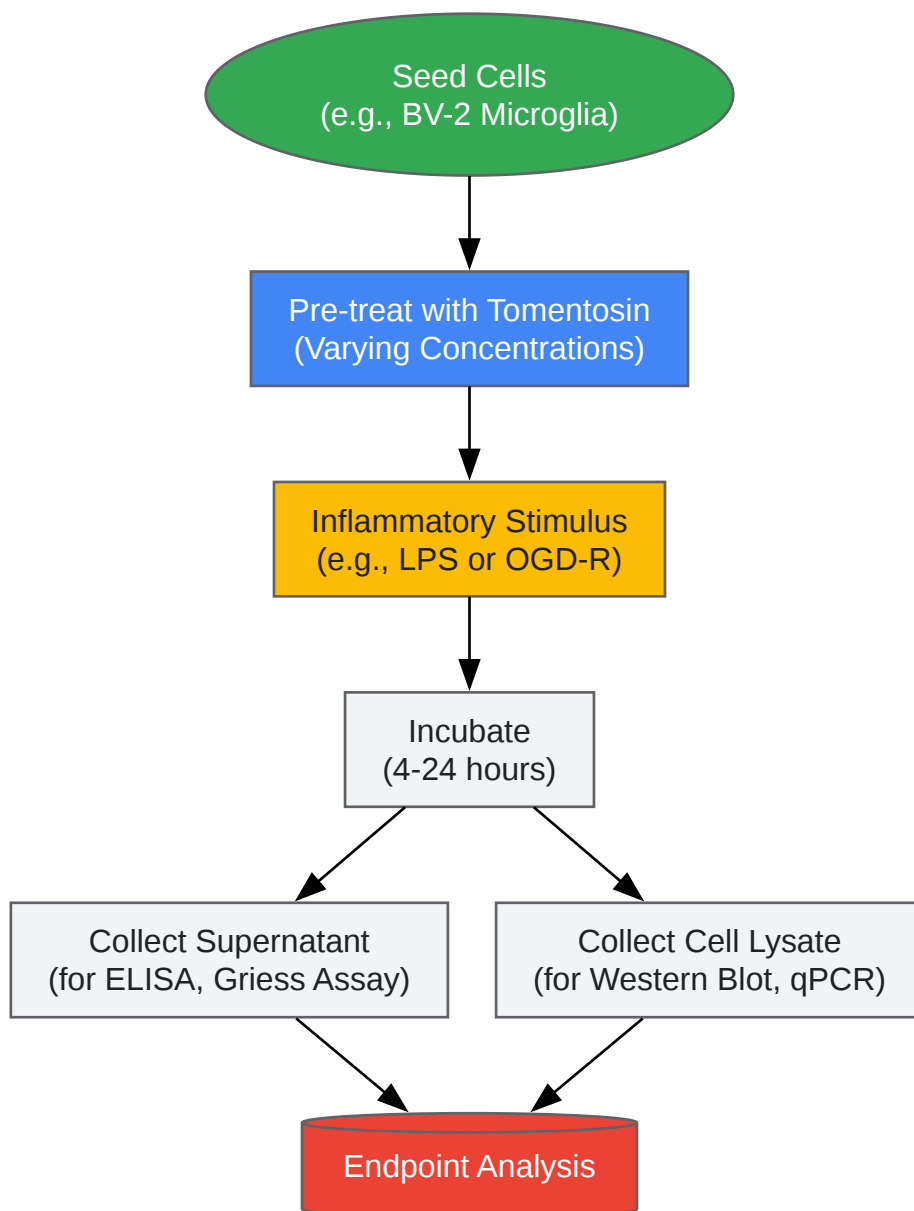 Seed Cells
(e.g., BV-2 Microglia)
Pre-treat with Tomentosin
(Varying Concentrations)
Inflammatory Stimulus
(e.g., LPS or OGD-R)
Incubate
(4-24 hours)
Collect Supernatant
(for ELISA, Griess Assay)
Collect Cell Lysate
(for Western Blot, qPCR)
Endpoint Analysis